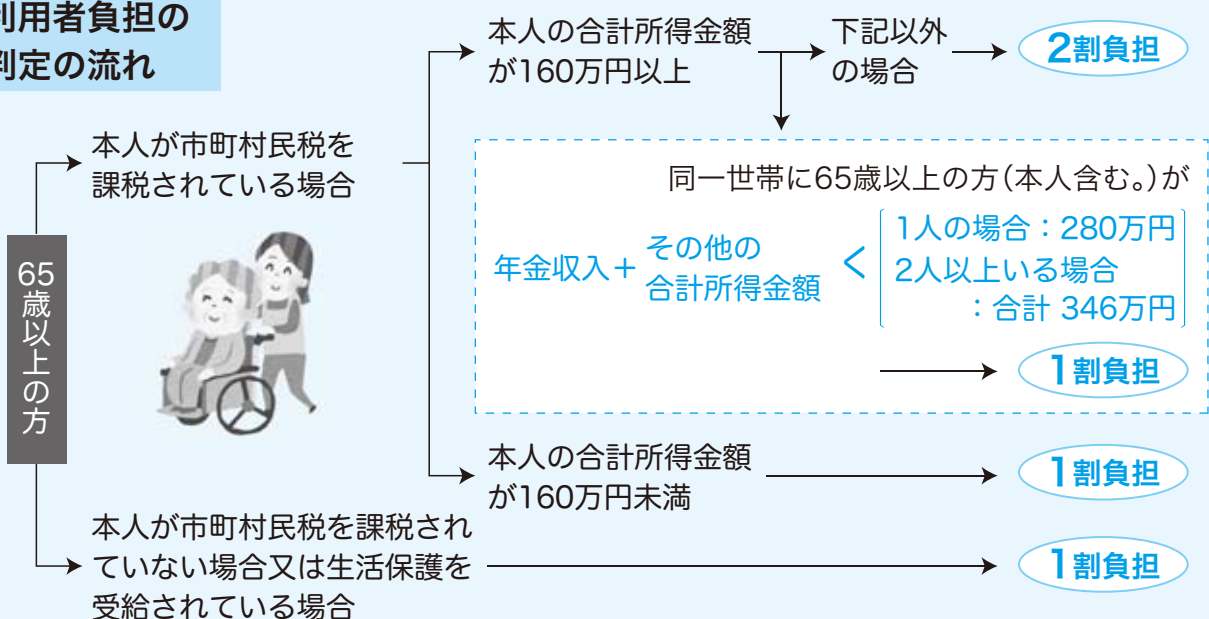 利用者負担の
判定の流れ
本人の合計所得金額
が160万円以上
下記以外
の場合
2割負担
本人が市町村民税を
課税されている場合
同一世帯に65歳以上の方(本人含む。)が
年金収入+
その他の
合計所得金額
<
1人の場合:280万円
2人以上いる場合
:合計 346万円
1割負担
65歳以上の方
本人の合計所得金額
が160万円未満
1割負担
本人が市町村民税を課税され
ていない場合又は生活保護を
受給されている場合
1割負担